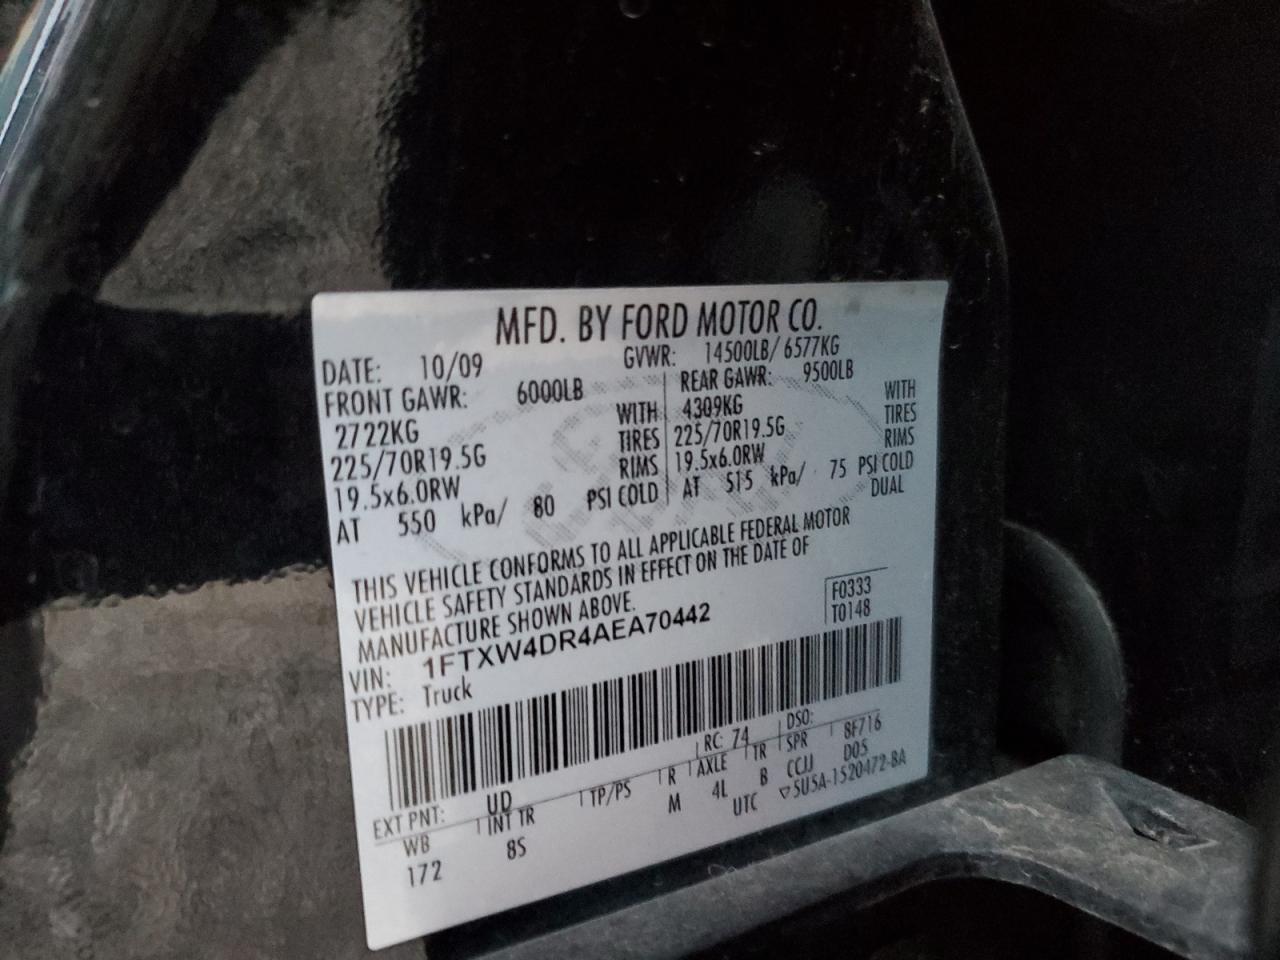 MFD. BY FORD MOTOR CO.
DATE: 10/09 GVWR: 14500LB/ 6577KG
FRONT GAWR: 6000LB REAR GAWR: 9500LB
2722KG WITH 4309KG WITH
225/70R19.5G TIRES 225/70R19.5G TIRES
19.5x6.0RW RIMS 19.5x6.0RW RIMS
AT 550 kPa/ 80 PSI COLD AT 515 kPa/ 75 PSI COLD
DUAL
THIS VEHICLE CONFORMS TO ALL APPLICABLE FEDERAL MOTOR
VEHICLE SAFETY STANDARDS IN EFFECT ON THE DATE OF
MANUFACTURE SHOWN ABOVE.
F0333
T0148
VIN: 1FTXW4DR4AEA70442
TYPE: Truck
EXT PNT: UD RC: 74 DSO:
WB INT TR TP/PS R AXLE TR SPR 8F716
172 8S M 4L B CCJJ D05
UTC ▽5U5A-1520472-BA